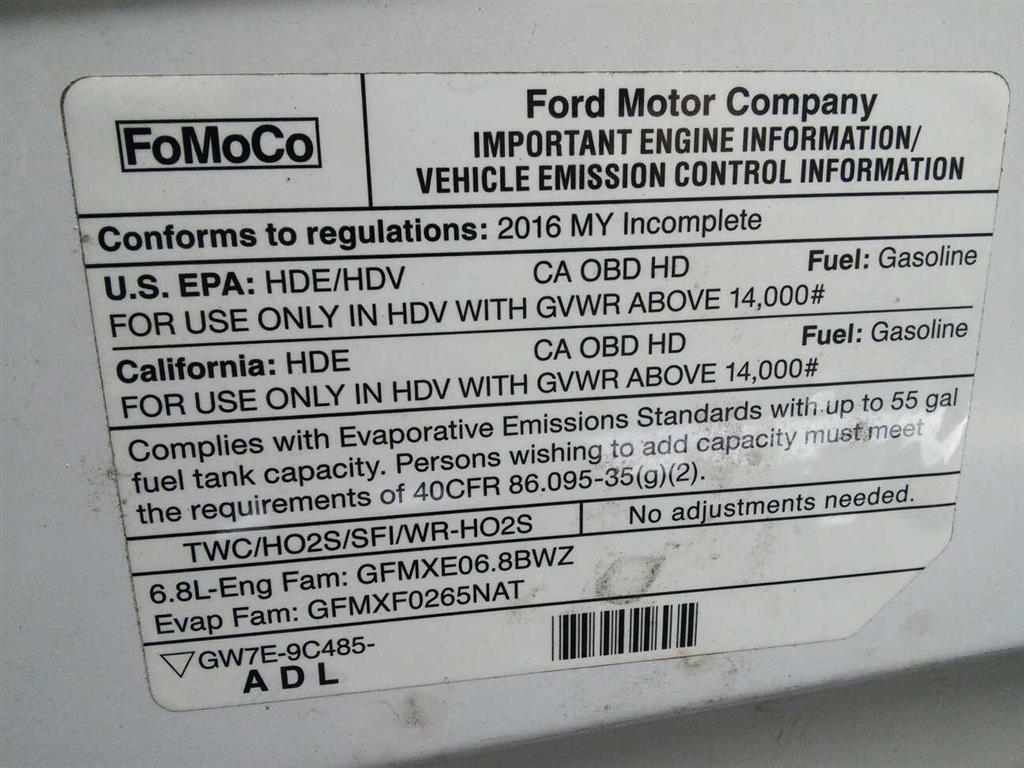 FoMoCo
Ford Motor Company
IMPORTANT ENGINE INFORMATION/
VEHICLE EMISSION CONTROL INFORMATION
Conforms to regulations: 2016 MY Incomplete
U.S. EPA: HDE/HDV CA OBD HD Fuel: Gasoline
FOR USE ONLY IN HDV WITH GVWR ABOVE 14,000#
California: HDE CA OBD HD Fuel: Gasoline
FOR USE ONLY IN HDV WITH GVWR ABOVE 14,000#
Complies with Evaporative Emissions Standards with up to 55 gal
fuel tank capacity. Persons wishing to add capacity must meet
the requirements of 40CFR 86.095-35(g)(2).
TWC/HO2S/SFI/WR-HO2S No adjustments needed.
6.8L-Eng Fam: GFMXE06.8BWZ
Evap Fam: GFMXF0265NAT
▽GW7E-9C485-
A D L